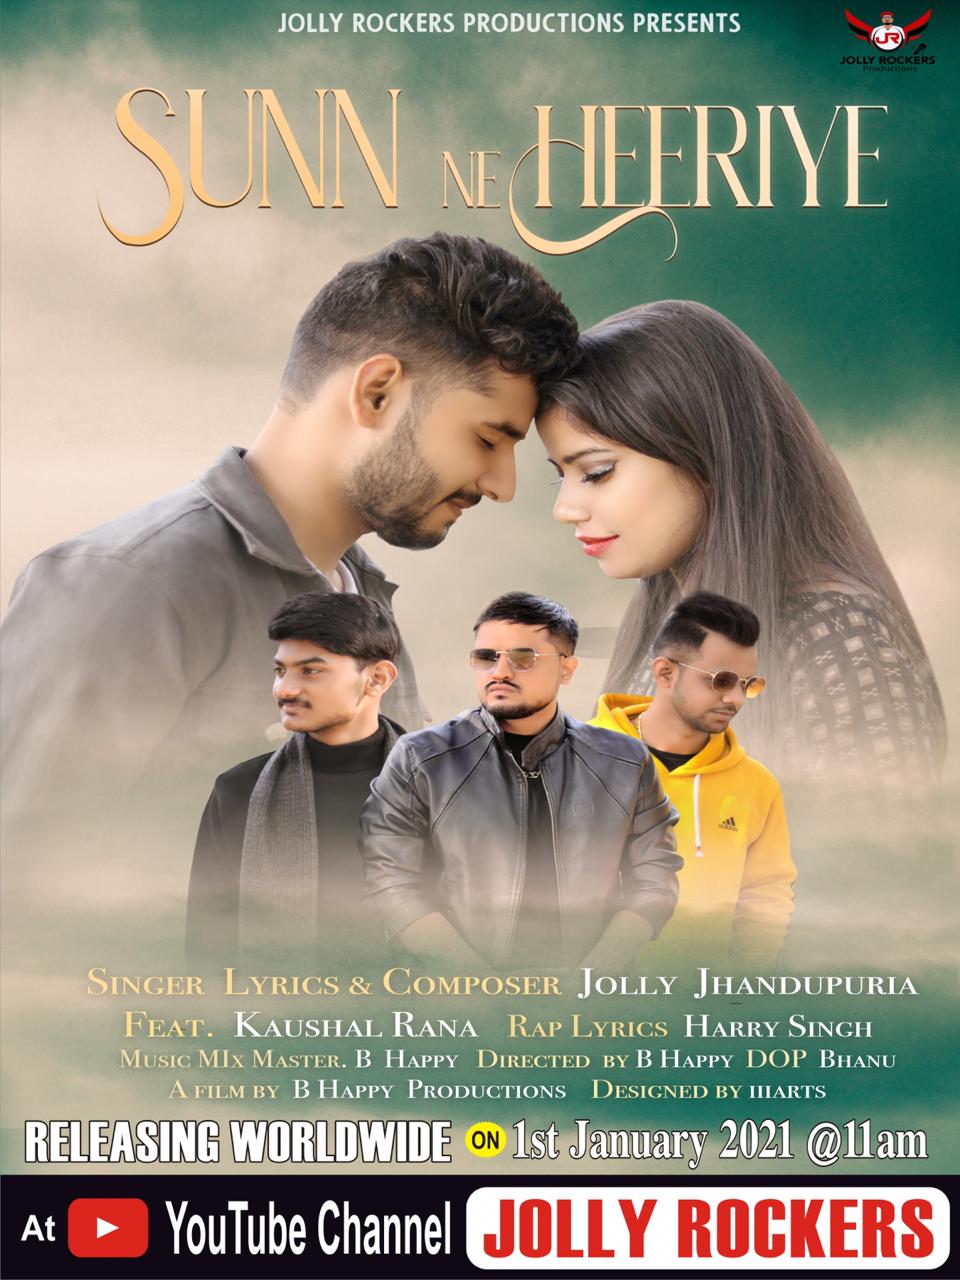 JOLLY ROCKERS PRODUCTIONS PRESENTS
JR
JOLLY ROCKERS
Productions
SUNN NE HEERIYE
adidas
SINGER LYRICS & COMPOSER JOLLY JHANDUPURIA
FEAT. KAUSHAL RANA RAP LYRICS HARRY SINGH
MUSIC MIX MASTER. B HAPPY DIRECTED BY B HAPPY DOP BHANU
A FILM BY B HAPPY PRODUCTIONS DESIGNED BY IIIARTS
RELEASING WORLDWIDE ON 1st January 2021 @11am
At YouTube Channel JOLLY ROCKERS